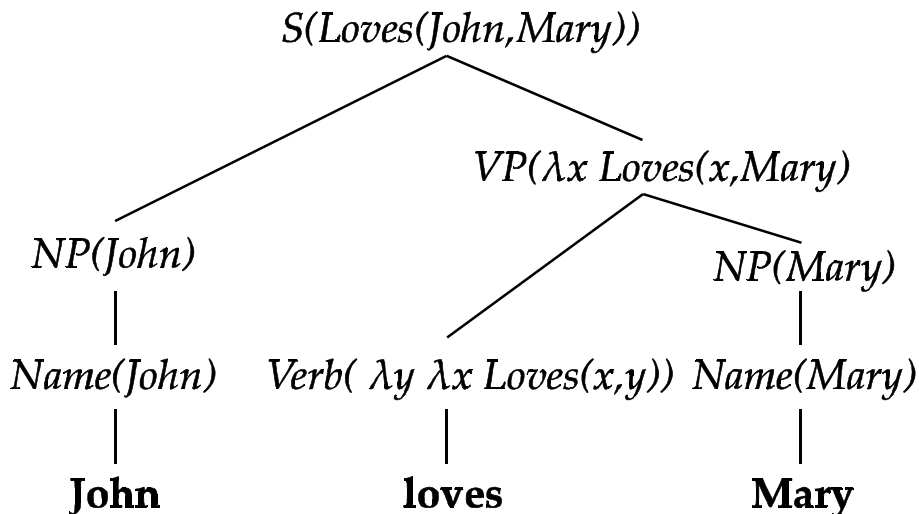 S(Loves(John,Mary))
VP(λx Loves(x,Mary)
NP(John)
NP(Mary)
Name(John) Verb( λy λx Loves(x,y)) Name(Mary)
John loves Mary